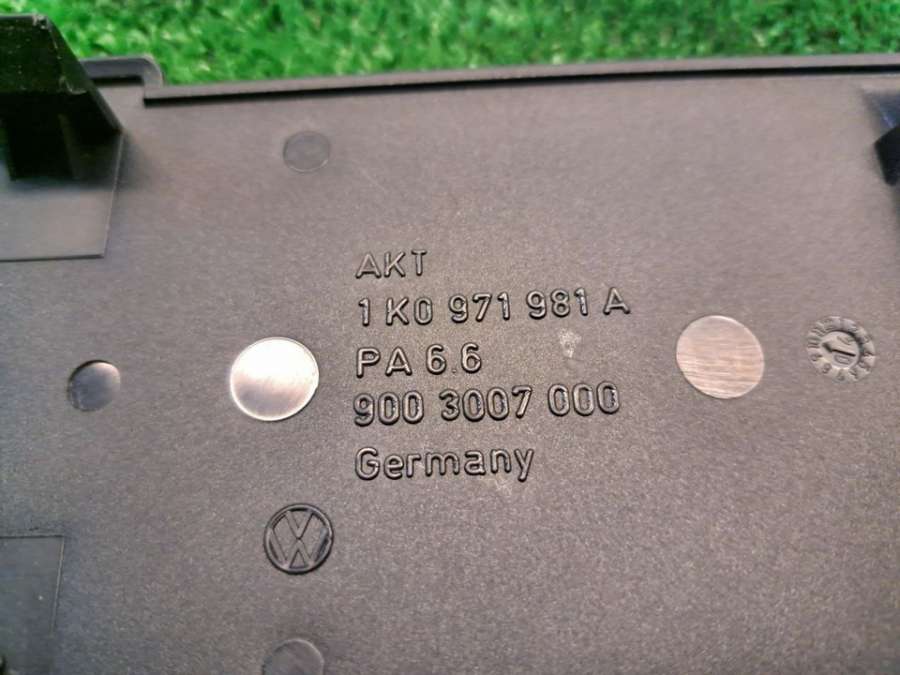 AKT
1K0 971 981 A
PA 6.6
900 3007 000
Germany